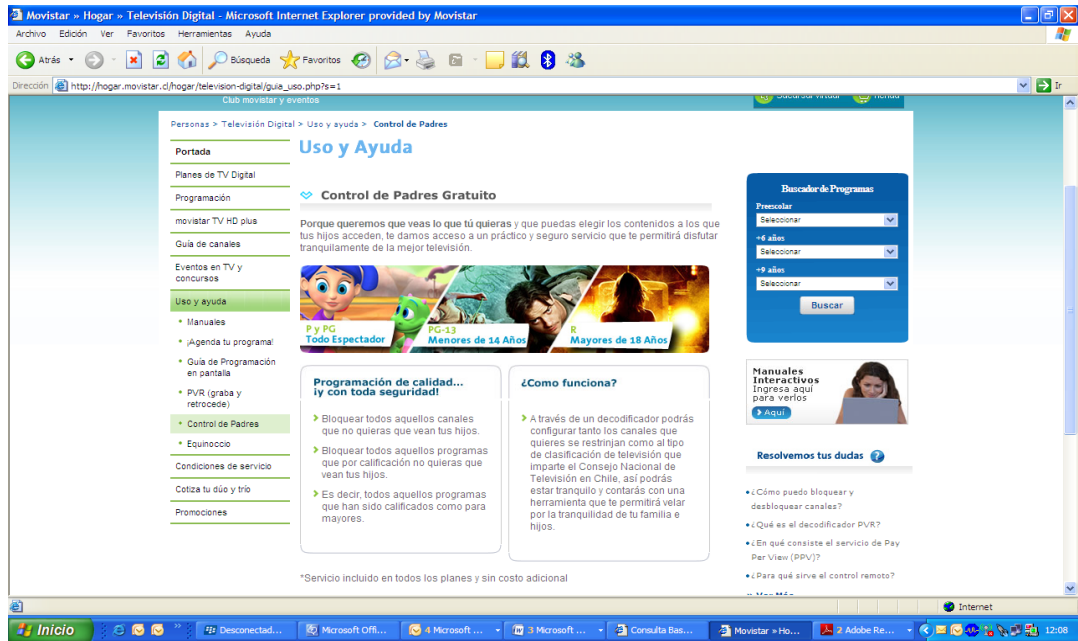 Movistar » Hogar » Televisión Digital - Microsoft Internet Explorer provided by Movistar
Archivo Edición Ver Favoritos Herramientas Ayuda
Atrás Búsqueda Favoritos
Dirección http://hogar.movistar.cl/hogar/television-digital/guia_uso.php?s=1 Ir
Club movistar y eventos
Sucursal virtual Tienda
Personas > Televisión Digital > Uso y ayuda > Control de Padres
Portada
Planes de TV Digital
Programación
movistar TV HD plus
Guía de canales
Eventos en TV y
concursos
Uso y ayuda
Manuales
¡Agenda tu programa!
Guía de Programación
en pantalla
PVR (graba y
retrocede)
Control de Padres
Equinoccio
Condiciones de servicio
Cotiza tu dúo y trío
Promociones
Uso y Ayuda
Control de Padres Gratuito
Porque queremos que veas lo que tú quieras y que puedas elegir los contenidos a los que
tus hijos acceden, te damos acceso a un práctico y seguro servicio que te permitirá disfutar
tranquilamente de la mejor televisión.
P y PG
Todo Espectador
PG-13
Menores de 14 Años
R
Mayores de 18 Años
Programación de calidad...
¡y con toda seguridad!
Bloquear todos aquellos canales
que no quieras que vean tus hijos.
Bloquear todos aquellos programas
que por calificación no quieras que
vean tus hijos.
Es decir, todos aquellos programas
que han sido calificados como para
mayores.
¿Como funciona?
A través de un decodificador podrás
configurar tanto los canales que
quieres se restrinjan como al tipo
de clasificación de televisión que
imparte el Consejo Nacional de
Televisión en Chile, así podrás
estar tranquilo y contarás con una
herramienta que te permitirá velar
por la tranquilidad de tu familia e
hijos.
*Servicio incluido en todos los planes y sin costo adicional
Buscador de Programas
Preescolar
Seleccionar
+6 años
Seleccionar
+9 años
Seleccionar
Buscar
Manuales
Interactivos
Ingresa aquí
para verlos
Aquí
Resolvemos tus dudas ?
¿Cómo puedo bloquear y
desbloquear canales?
¿Qué es el decodificador PVR?
¿En qué consiste el servicio de Pay
Per View (PPV)?
¿Para qué sirve el control remoto?
» Ver Más
Internet
Inicio Desconectad... Microsoft Offi... 4 Microsoft ... 3 Microsoft ... Consulta Bas... Movistar » Ho... 2 Adobe Re... 12:08